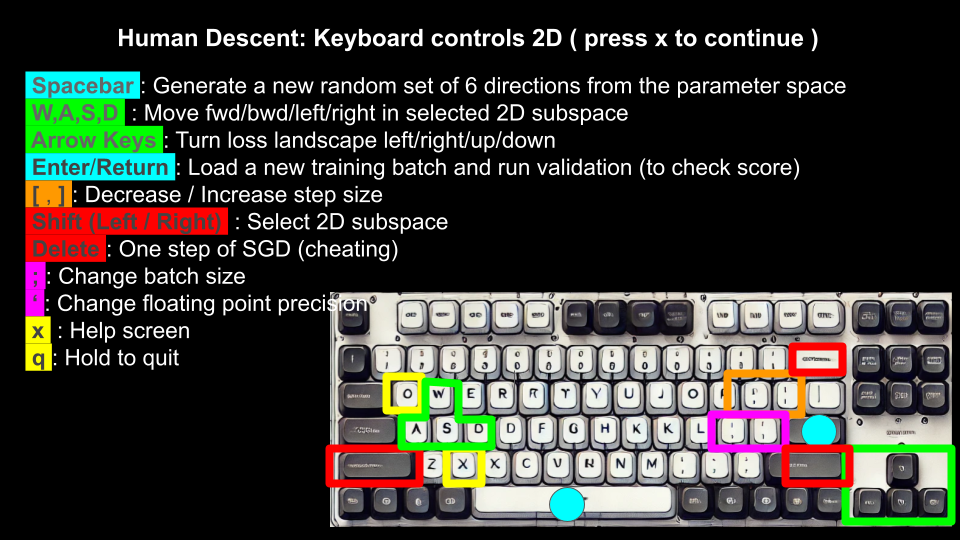 Human Descent: Keyboard controls 2D ( press x to continue )
Spacebar : Generate a new random set of 6 directions from the parameter space
W,A,S,D : Move fwd/bwd/left/right in selected 2D subspace
Arrow Keys : Turn loss landscape left/right/up/down
Enter/Return : Load a new training batch and run validation (to check score)
[ , ] : Decrease / Increase step size
Shift (Left / Right) : Select 2D subspace
Delete : One step of SGD (cheating)
; : Change batch size
‘ : Change floating point precision
x : Help screen
q : Hold to quit
O W E R R T Y U J O
A S D D F G H K K L
Z X X C U N M